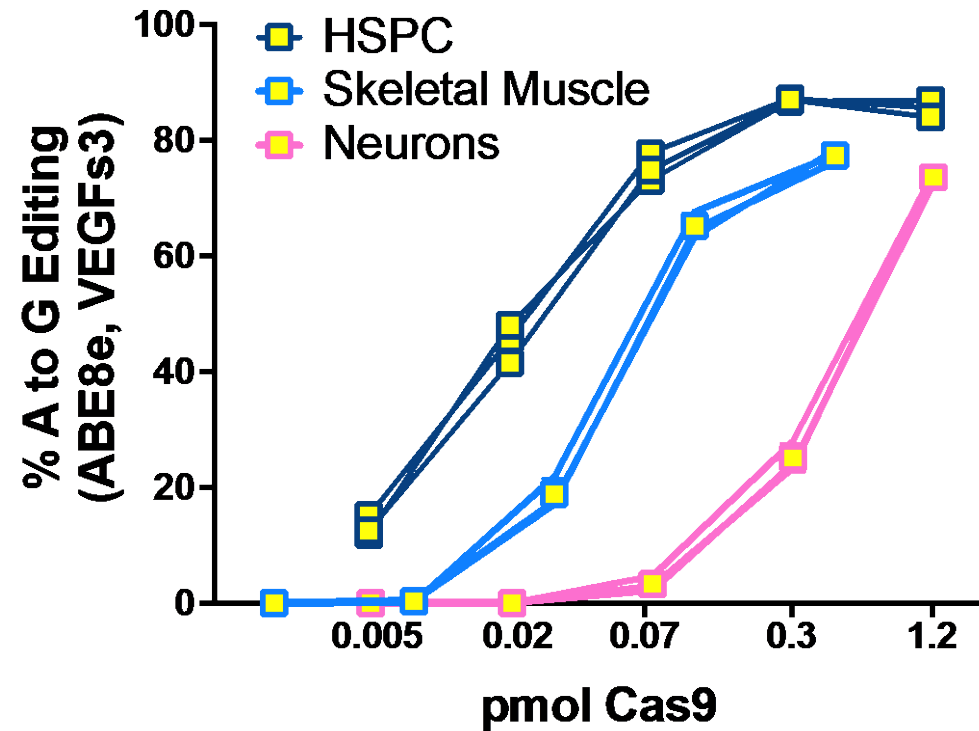 % A to G Editing
(ABE8e, VEGFs3)
100
80
60
40
20
0
HSPC
Skeletal Muscle
Neurons
0.005 0.02 0.07 0.3 1.2
pmol Cas9